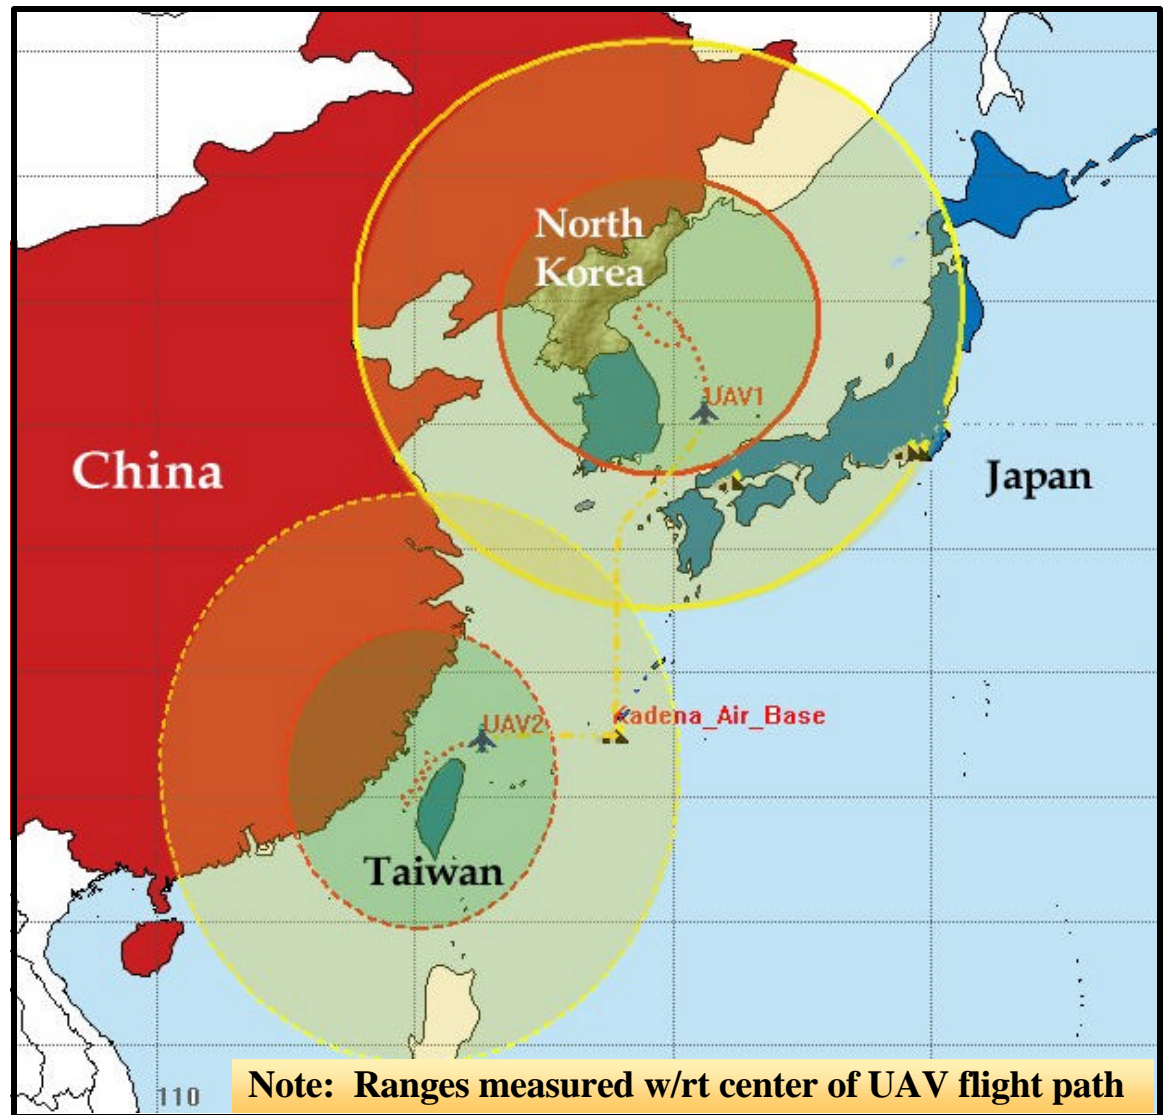 North
Korea
UAV1
China
Japan
Kadena_Air_Base
UAV2
Taiwan
110
Note:  Ranges measured w/rt center of UAV flight path